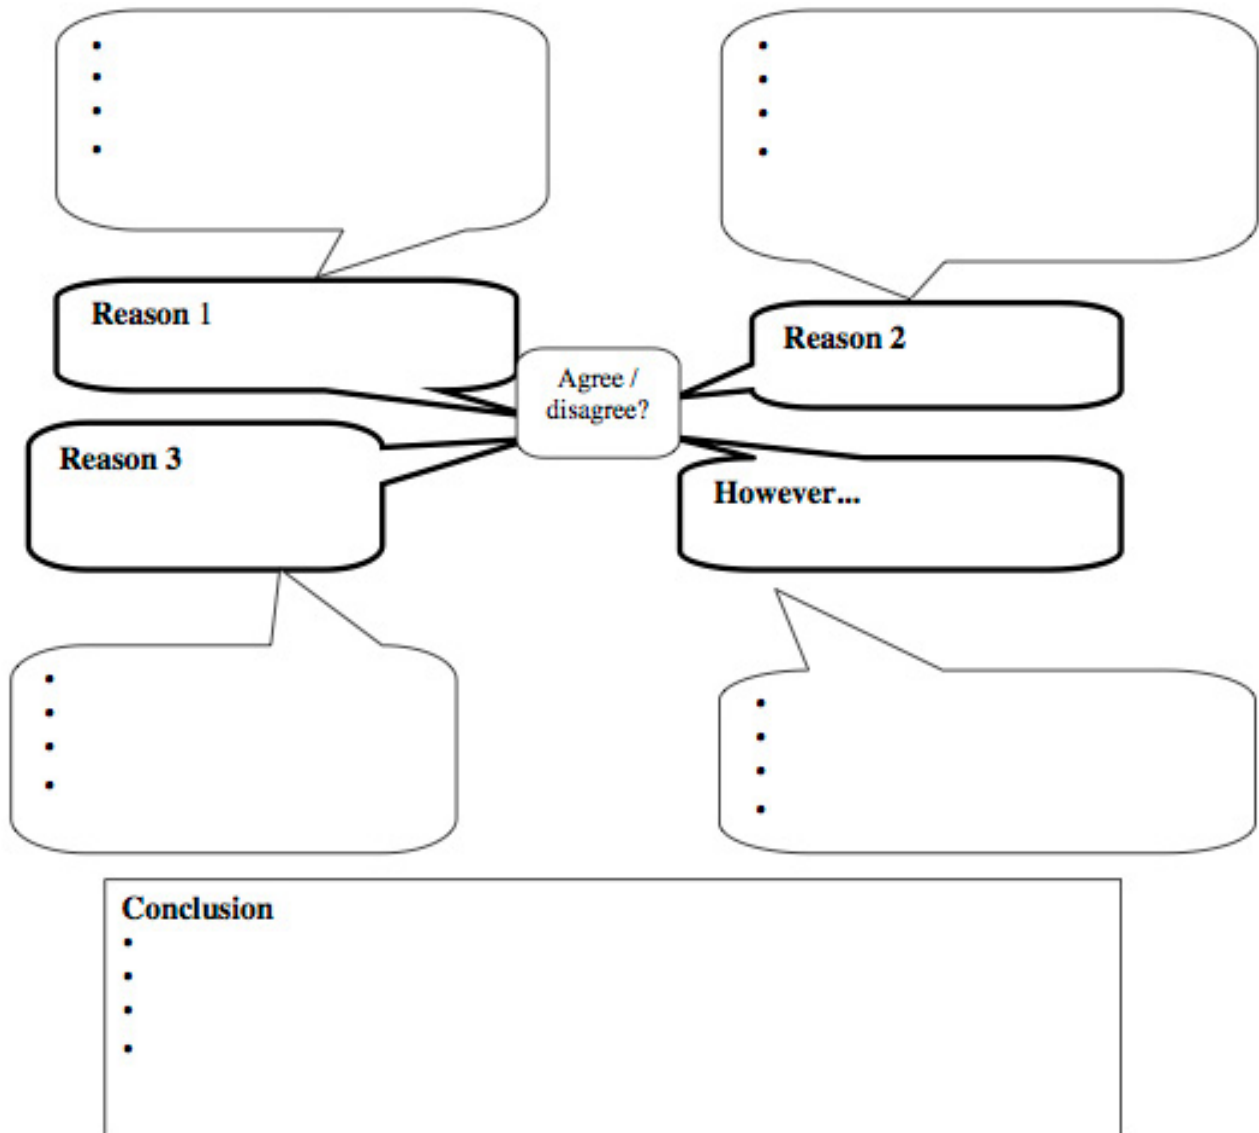 •
•
•
•
•
•
•
•
Reason 1
Reason 2
Agree /
disagree?
Reason 3
However...
•
•
•
•
•
•
•
•
Conclusion
•
•
•
•